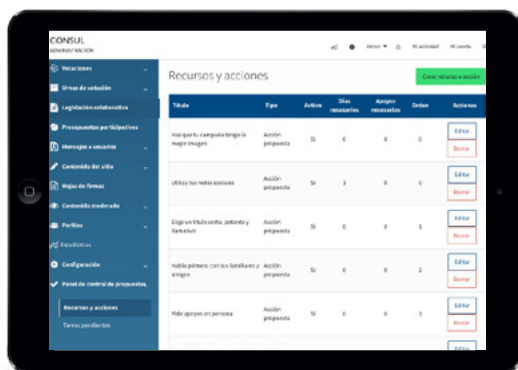 CONSUL
ADMINISTRACIÓN
Admin
Mi actividad
Mi cuenta
Votaciones
Urnas de votación
Legislación colaborativa
Presupuestos participativos
Mensajes a usuarios
Contenido del sitio
Hojas de firmas
Contenido moderado
Perfiles
Estadísticas
Configuración
Panel de control de propuestas
Recursos y acciones
Tareas pendientes
Recursos y acciones
Crear recurso o acción
Título Tipo Activo Días necesarios Apoyos necesarios Orden Acciones
Haz que tu campaña tenga la mejor imagen Acción propuesta Sí 0 0 0 Editar Borrar
Utiliza tus redes sociales Acción propuesta Sí 3 0 0 Editar Borrar
Elige un título corto, potente y llamativo Acción propuesta Sí 0 0 1 Editar Borrar
Habla primero con tus familiares y amigos Acción propuesta Sí 0 0 2 Editar Borrar
Pide apoyos en persona Acción propuesta Sí 0 0 3 Editar Borrar
Editar